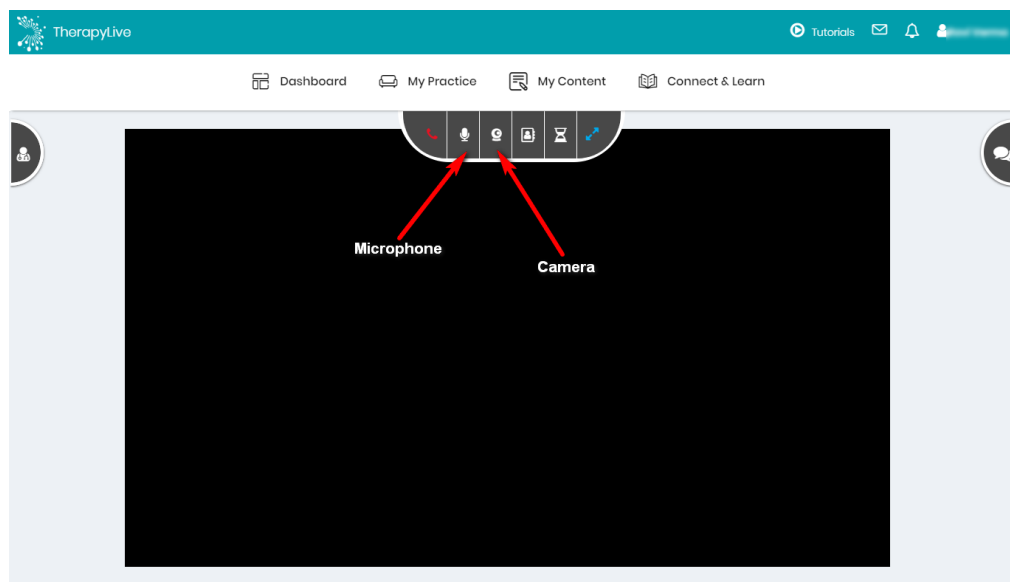 TherapyLive
Tutorials
Dashboard My Practice My Content Connect & Learn
Microphone
Camera